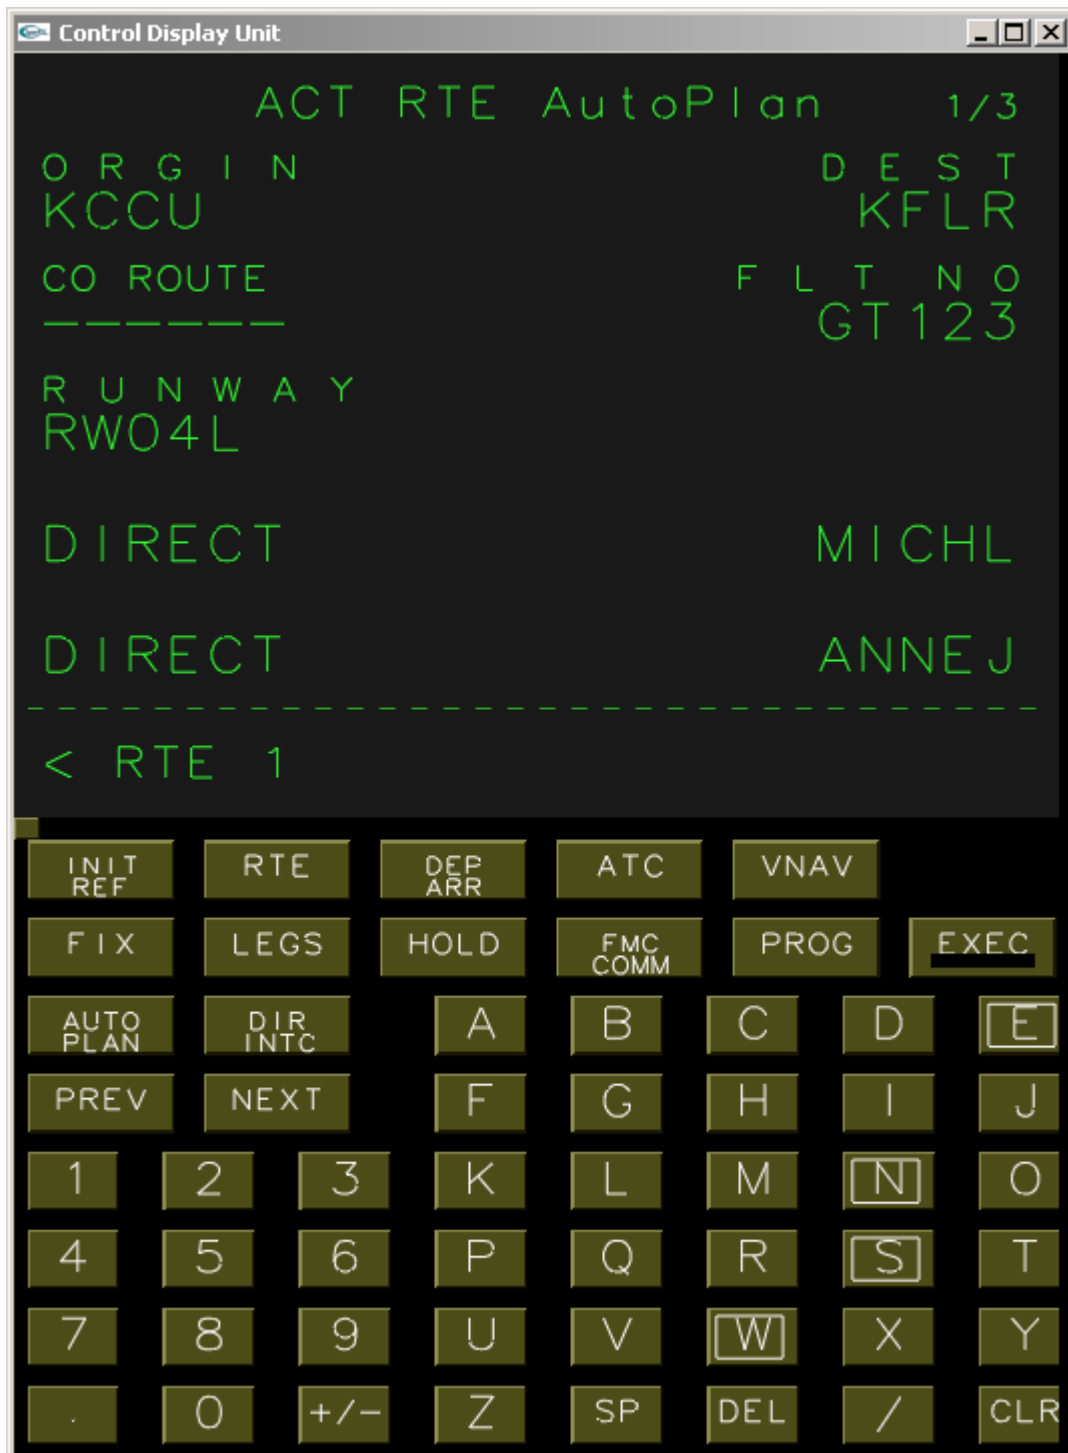 Control Display Unit
ACT RTE AutoPlan 1/3
ORGIN DEST
KCCU KFLR
CO ROUTE FLT NO
------ GT123
RUNWAY
RW04L
DIRECT MICHL
DIRECT ANNEJ
< RTE 1
INIT REF RTE DEP ARR ATC VNAV
FIX LEGS HOLD FMC COMM PROG EXEC
AUTO PLAN DIR INTC A B C D E
PREV NEXT F G H I J
1 2 3 K L M N O
4 5 6 P Q R S T
7 8 9 U V W X Y
. 0 +/- Z SP DEL / CLR